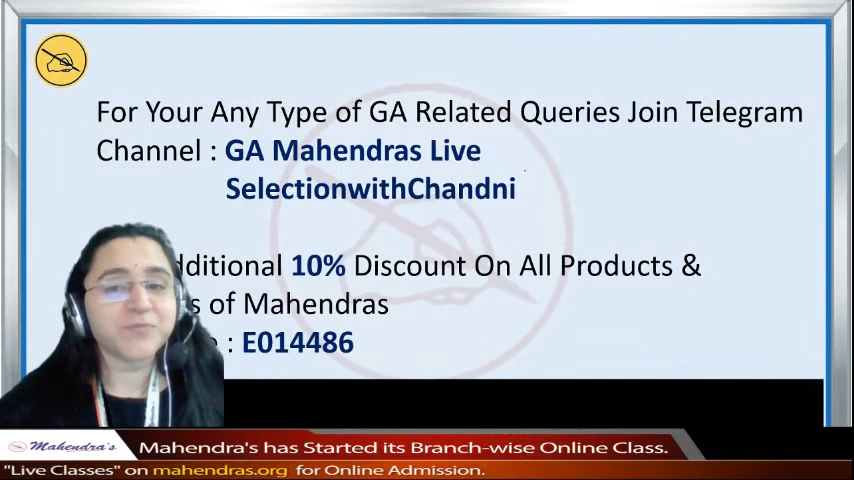 For Your Any Type of GA Related Queries Join Telegram
Channel : GA Mahendras Live
SelectionwithChandni
10% Discount On All Products &
of Mahendras
: E014486
Mahendra's
Mahendra's has Started its Branch-wise Online Class.
"Live Classes" on mahendras.org for Online Admission.